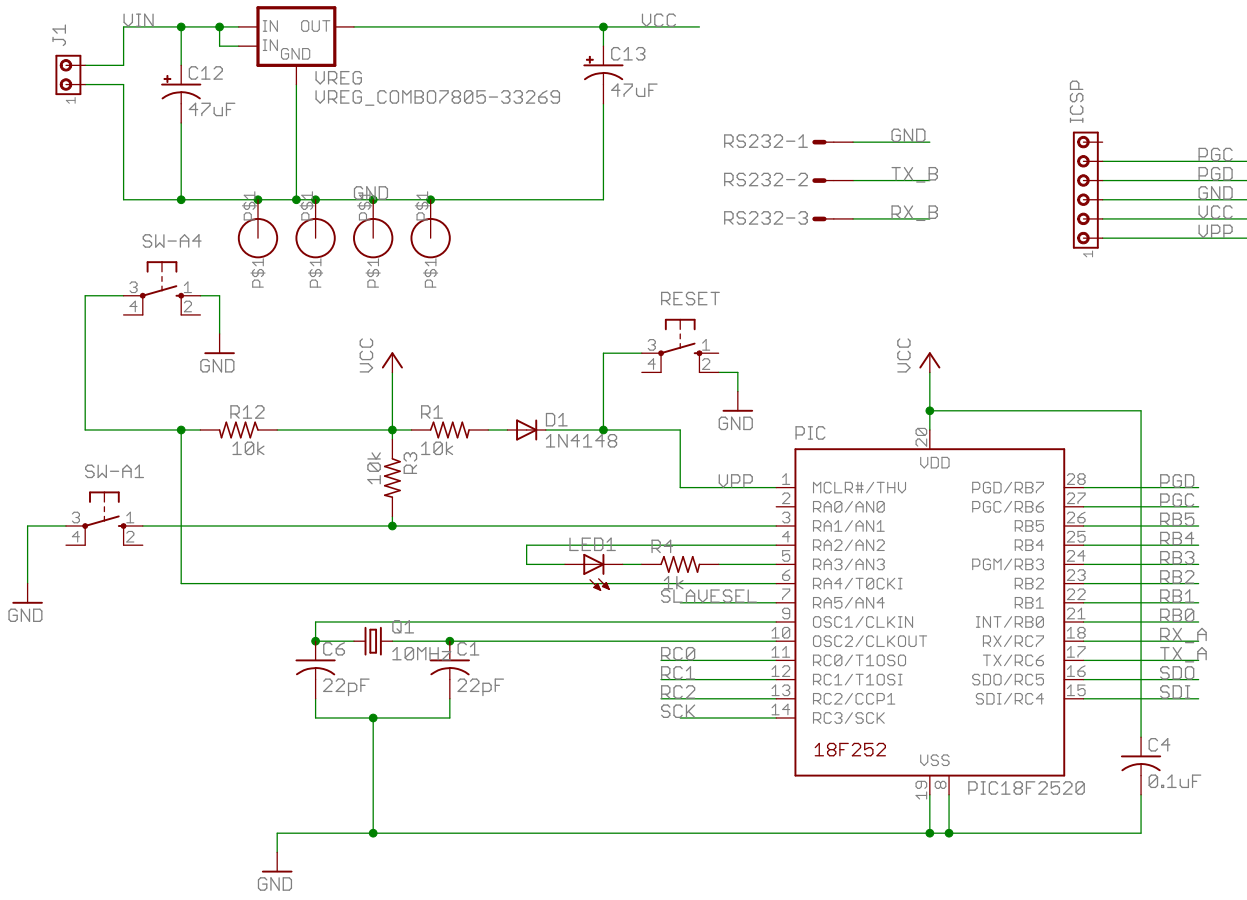 J1
1
VIN
IN
OUT
IN
GND
VREG
VREG_COMBO7805-33269
C12
47uF
VCC
C13
47uF
GND
P$1
P$1
P$1
P$1
P$1
P$1
P$1
P$1
RS232-1
GND
RS232-2
TX_B
RS232-3
RX_B
ICSP
1
PGC
PGD
GND
VCC
VPP
SW-A4
3
1
4
2
GND
RESET
3
1
4
2
GND
VCC
R12
10k
R1
10k
D1
1N4148
10k
R3
SW-A1
3
1
4
2
GND
VPP
LED1
R4
1k
SLAVESEL
Q1
10MHz
C6
22pF
C1
22pF
RC0
RC1
RC2
SCK
GND
VCC
PIC
20
VDD
1 MCLR#/THV
2 RA0/AN0
3 RA1/AN1
4 RA2/AN2
5 RA3/AN3
6 RA4/T0CKI
7 RA5/AN4
9 OSC1/CLKIN
10 OSC2/CLKOUT
11 RC0/T1OSO
12 RC1/T1OSI
13 RC2/CCP1
14 RC3/SCK
PGD/RB7 28 PGD
PGC/RB6 27 PGC
RB5 26 RB5
RB4 25 RB4
PGM/RB3 24 RB3
RB2 23 RB2
RB1 22 RB1
INT/RB0 21 RB0
RX/RC7 18 RX_A
TX/RC6 17 TX_A
SDO/RC5 16 SDO
SDI/RC4 15 SDI
18F252
VSS
19
8
PIC18F2520
C4
0.1uF